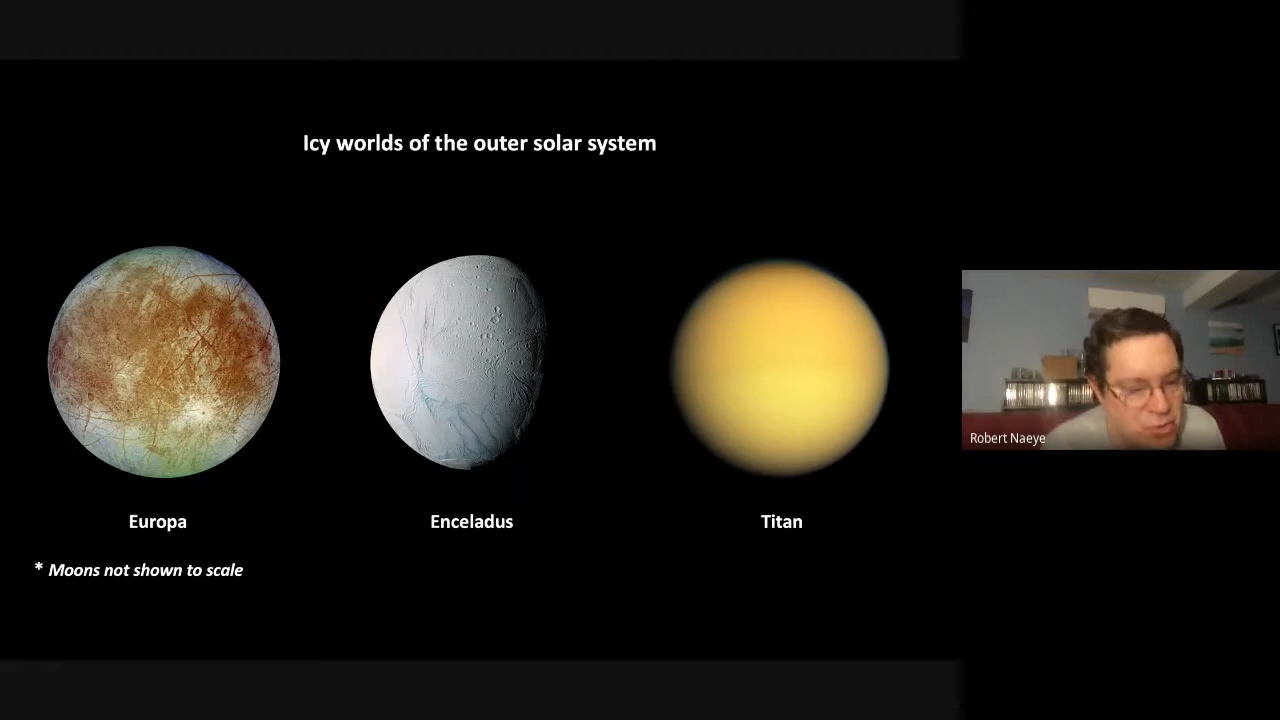 Icy worlds of the outer solar system
Europa
Enceladus
Titan
* Moons not shown to scale
Robert Naeye